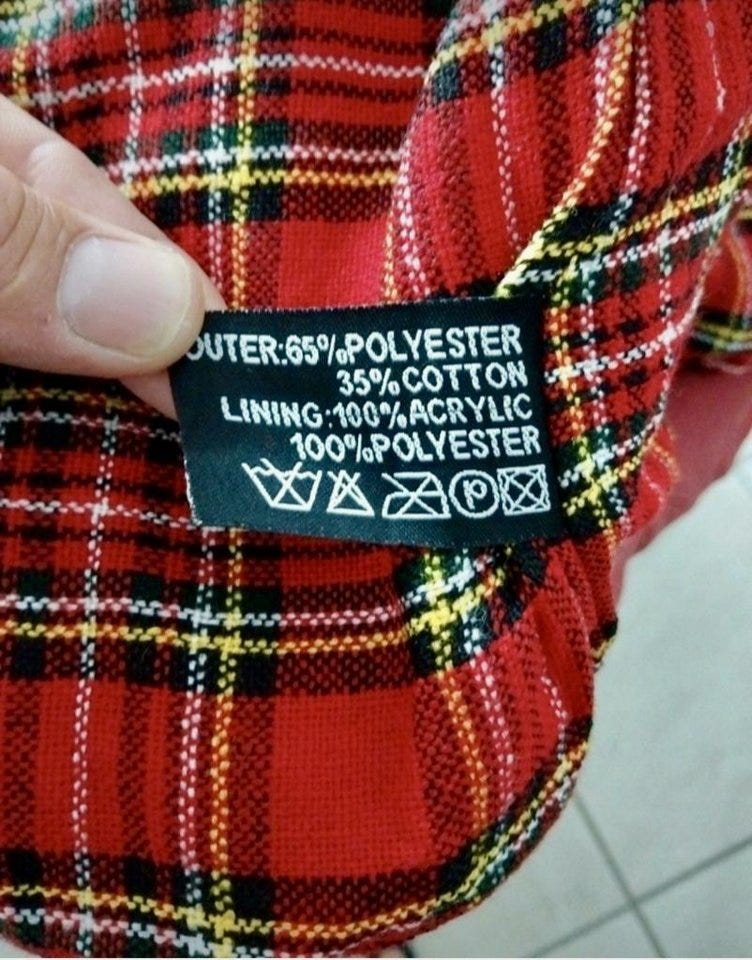 OUTER:65%POLYESTER
35%COTTON
LINING:100%ACRYLIC
100%POLYESTER
P